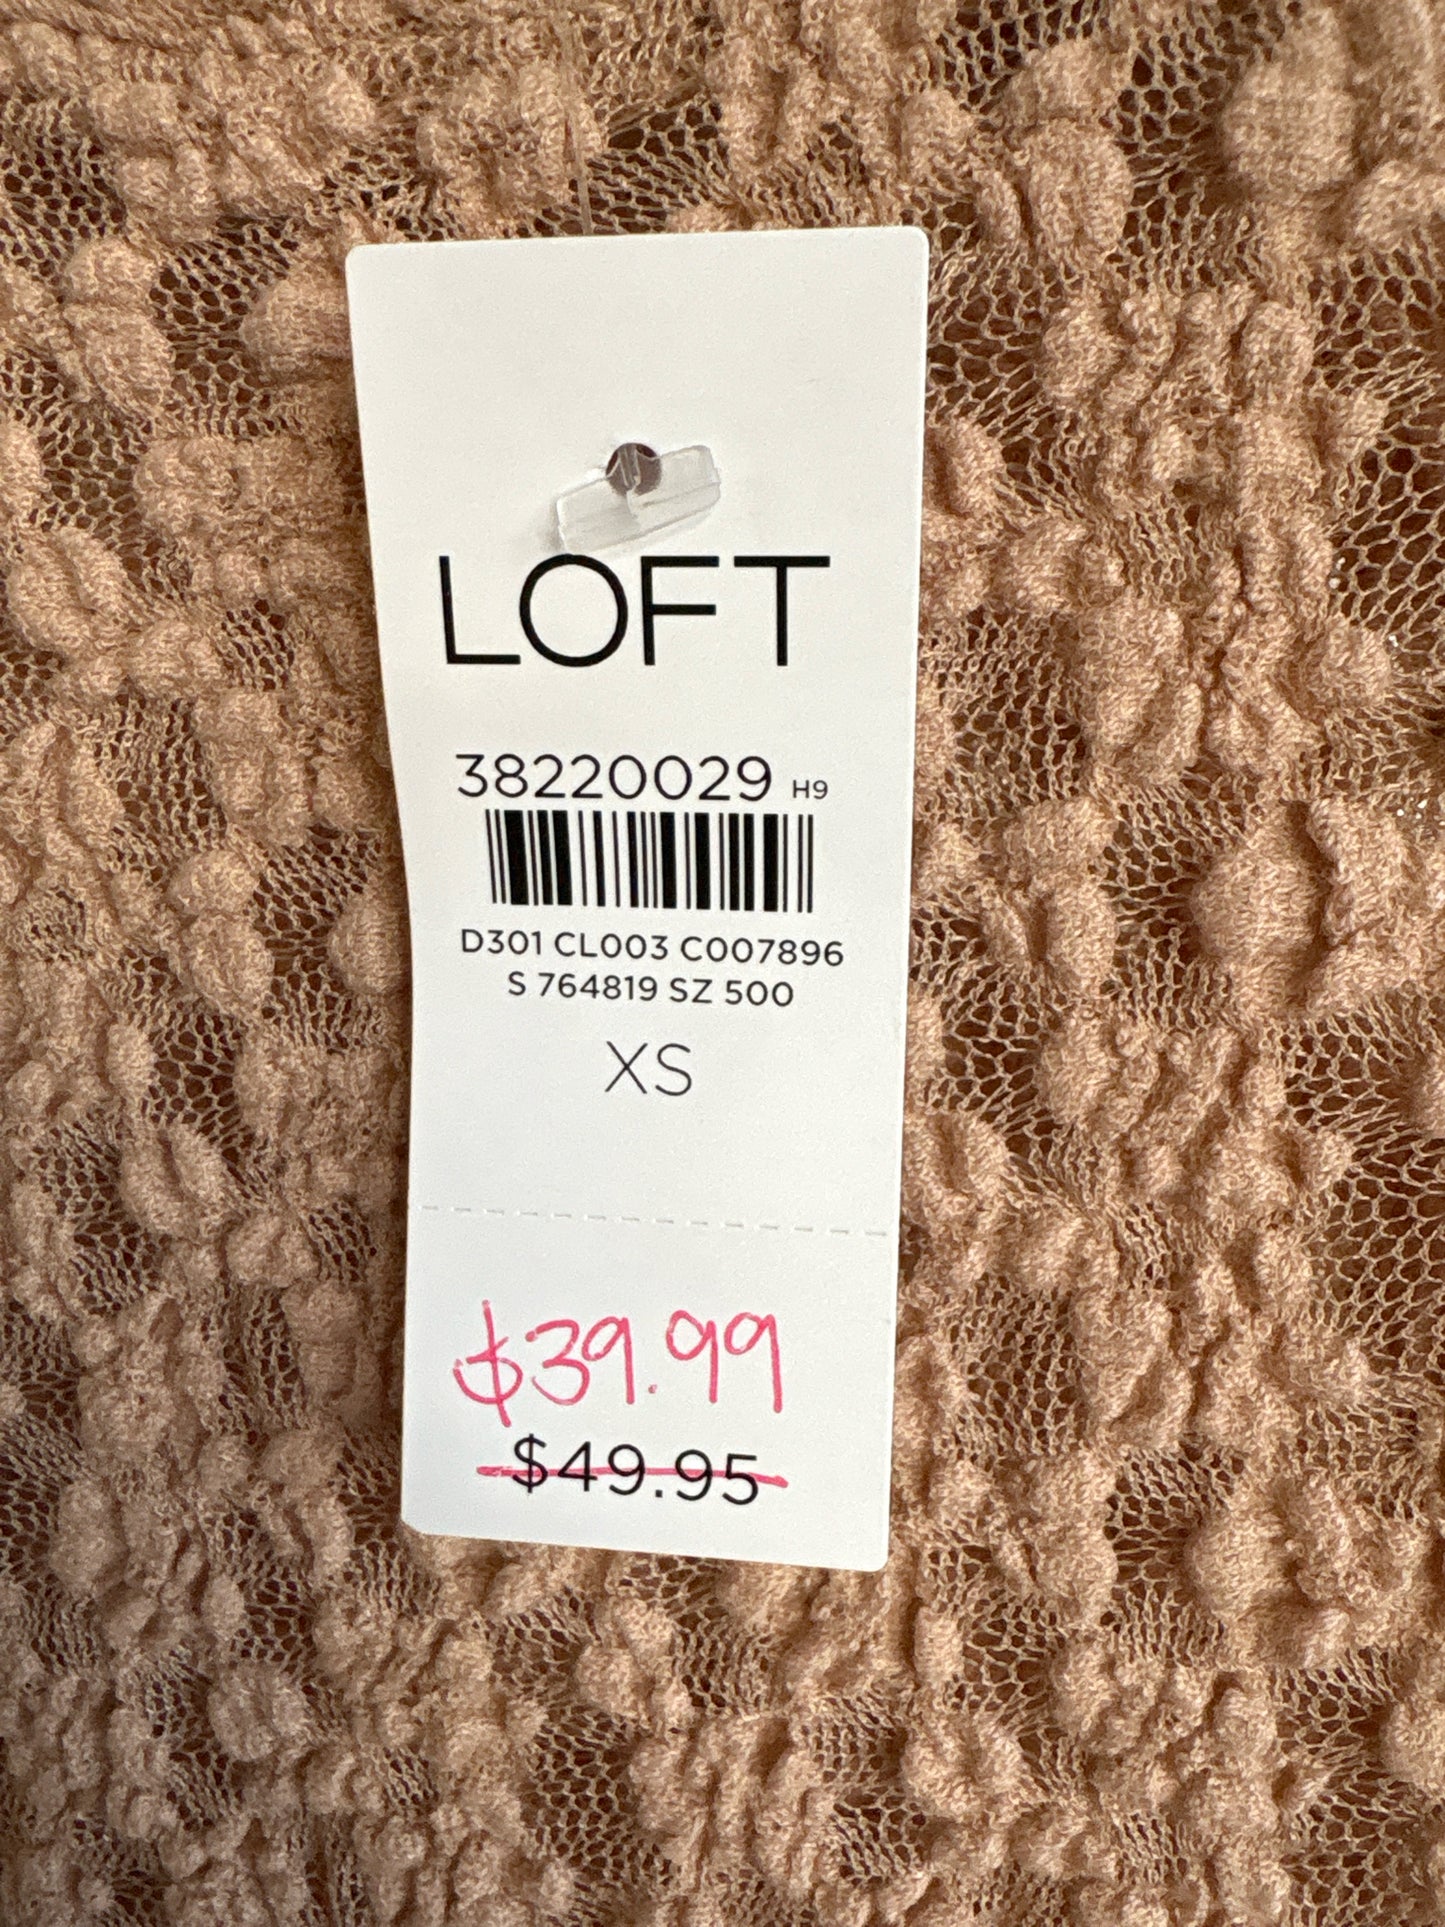 LOFT
38220029 H9
D301 CL003 C007896
S 764819 SZ 500
XS
$39.99
$49.95